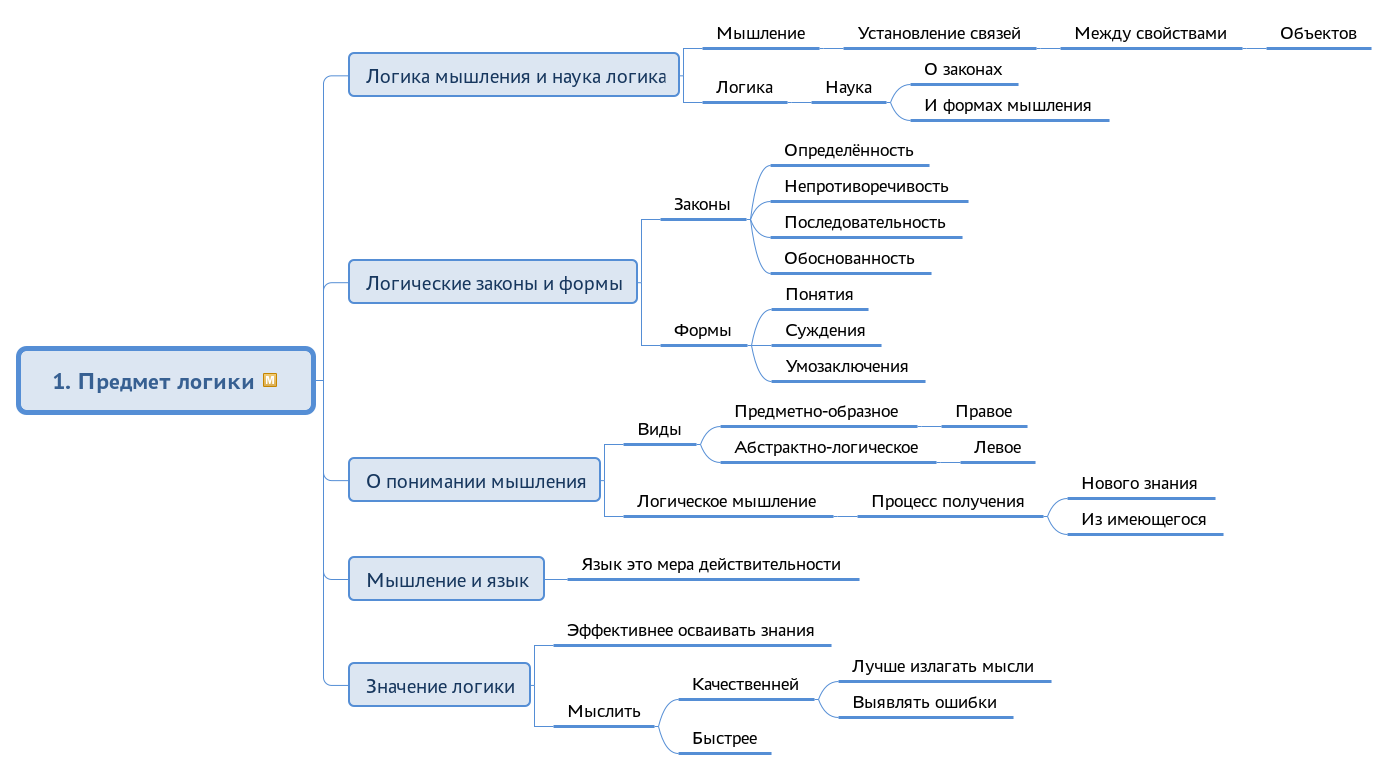 1. Предмет логики
M
Логика мышления и наука логика
Мышление
Установление связей
Между свойствами
Объектов
Логика
Наука
О законах
И формах мышления
Логические законы и формы
Законы
Определённость
Непротиворечивость
Последовательность
Обоснованность
Формы
Понятия
Суждения
Умозаключения
О понимании мышления
Виды
Предметно-образное
Правое
Абстрактно-логическое
Левое
Логическое мышление
Процесс получения
Нового знания
Из имеющегося
Мышление и язык
Язык это мера действительности
Значение логики
Эффективнее осваивать знания
Мыслить
Качественней
Лучше излагать мысли
Выявлять ошибки
Быстрее